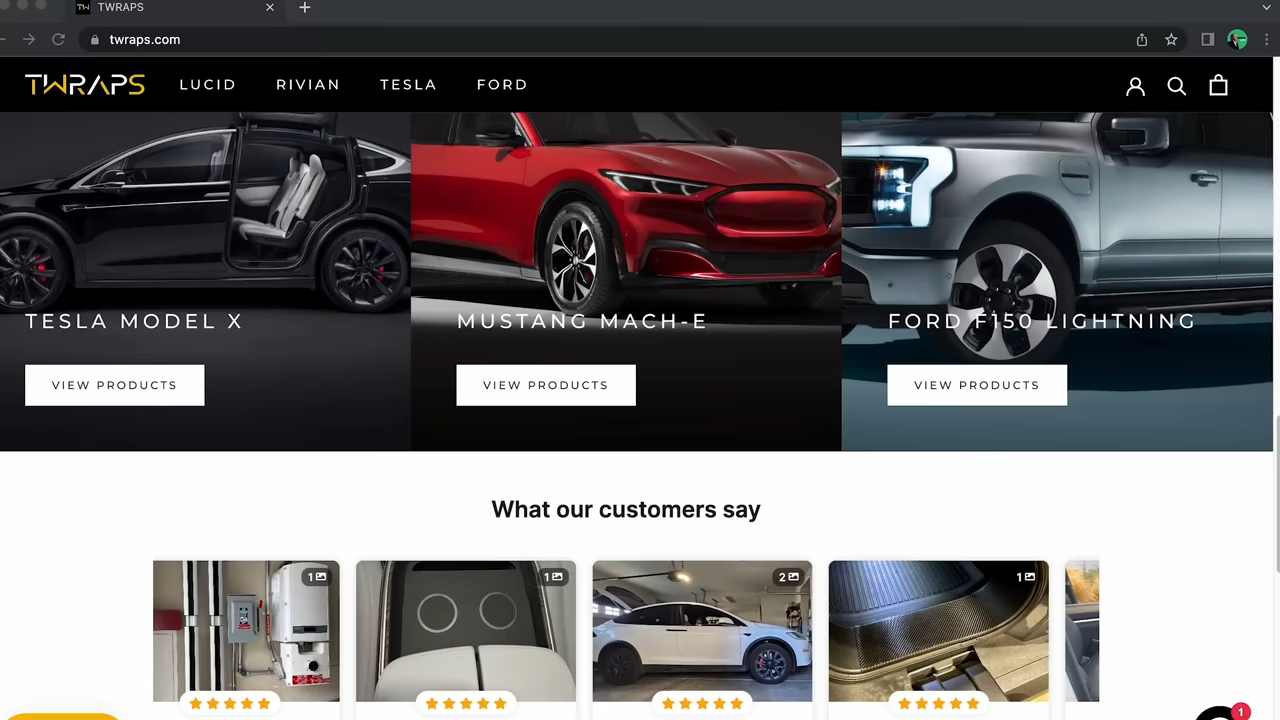 TWRAPS
twraps.com
TWRAPS LUCID RIVIAN TESLA FORD
TESLA MODEL X
VIEW PRODUCTS
MUSTANG MACH-E
VIEW PRODUCTS
FORD F150 LIGHTNING
VIEW PRODUCTS
What our customers say
1
1
2
1
1